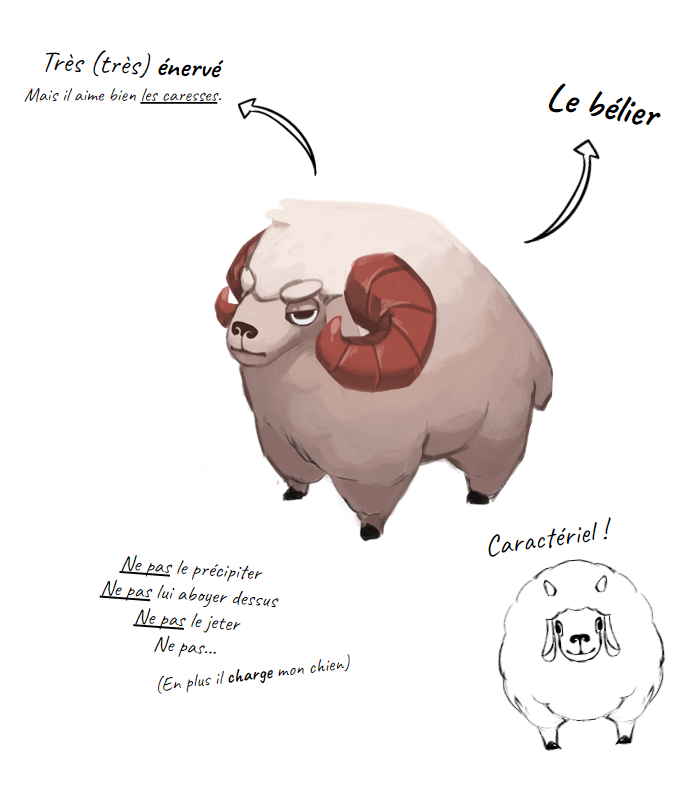 Très (très) énervé
Mais il aime bien les caresses.
Le bélier
Ne pas le précipiter
Ne pas lui aboyer dessus
Ne pas le jeter
Ne pas...
(En plus il charge mon chien)
Caractériel !